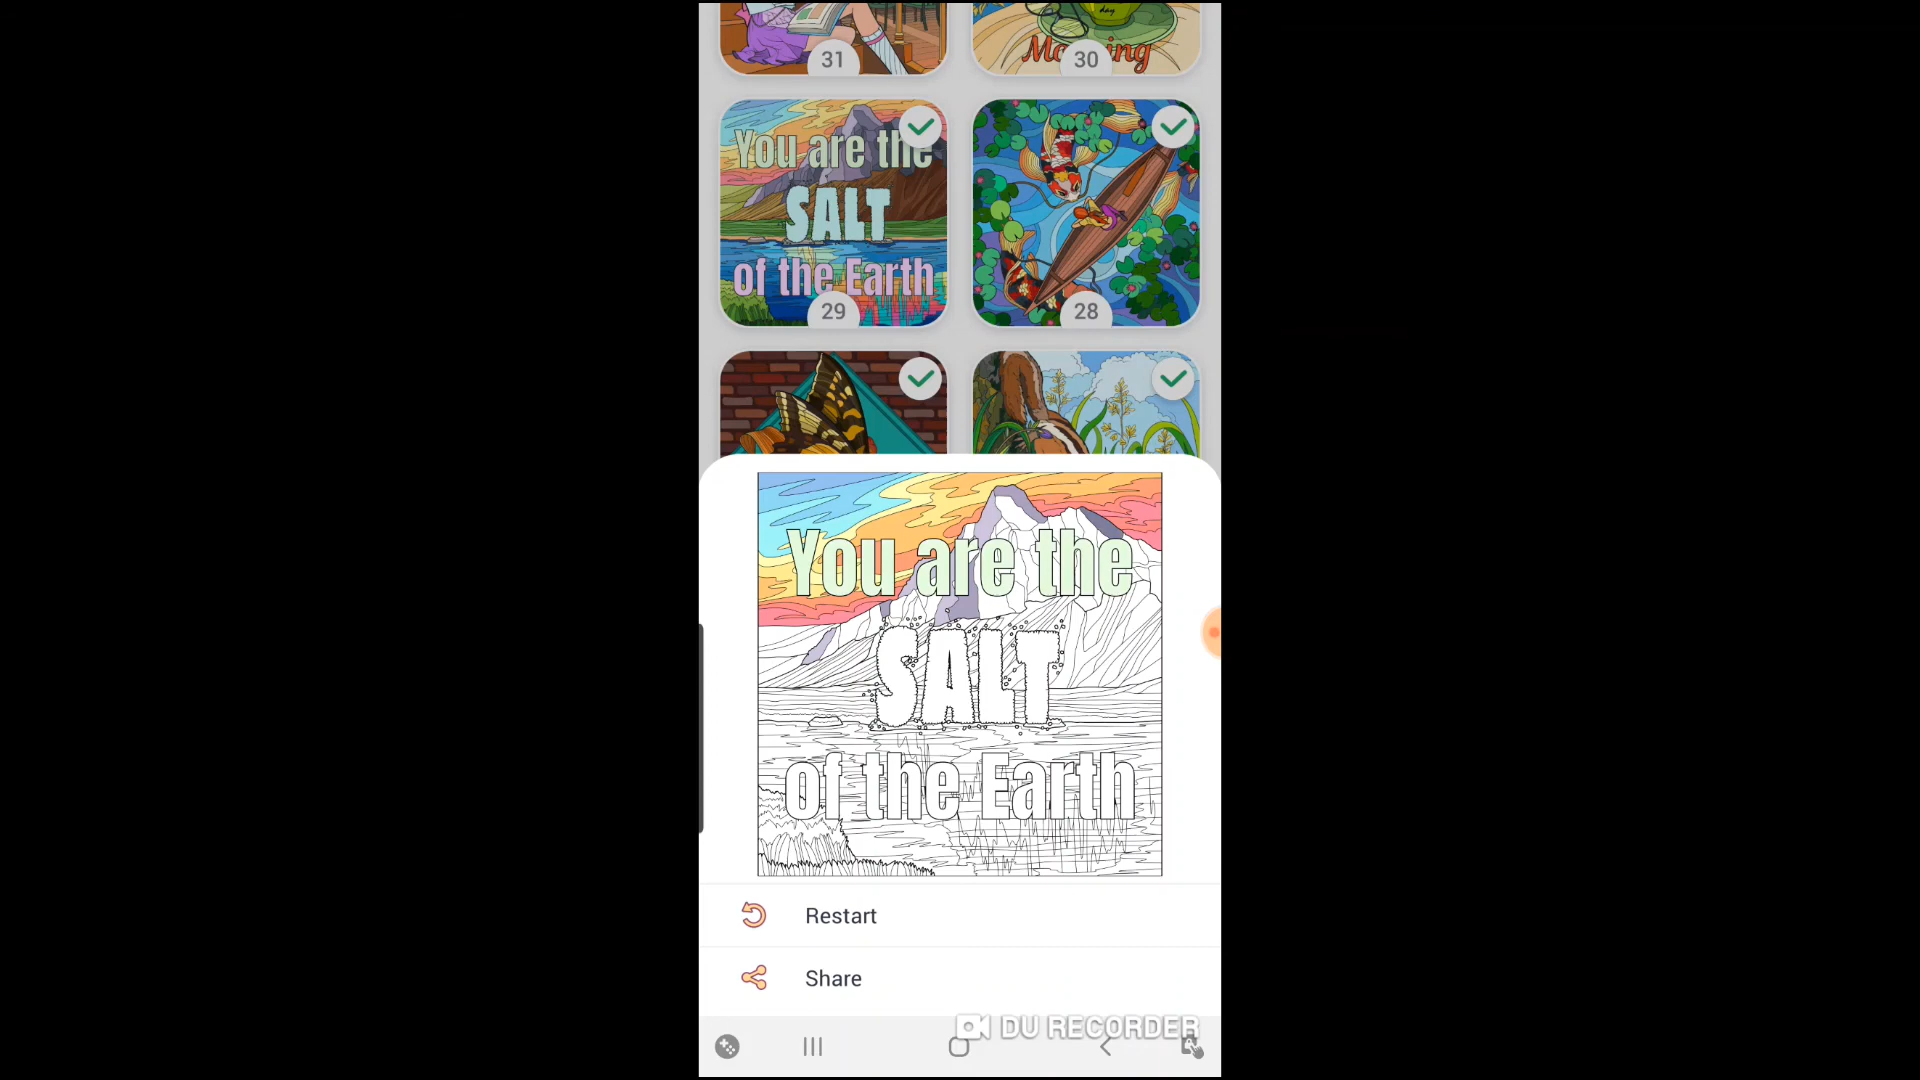 day
31
30
You are the
SALT
of the Earth
29
28
You are the
SALT
of the Earth
Restart
Share
DU RECORDER